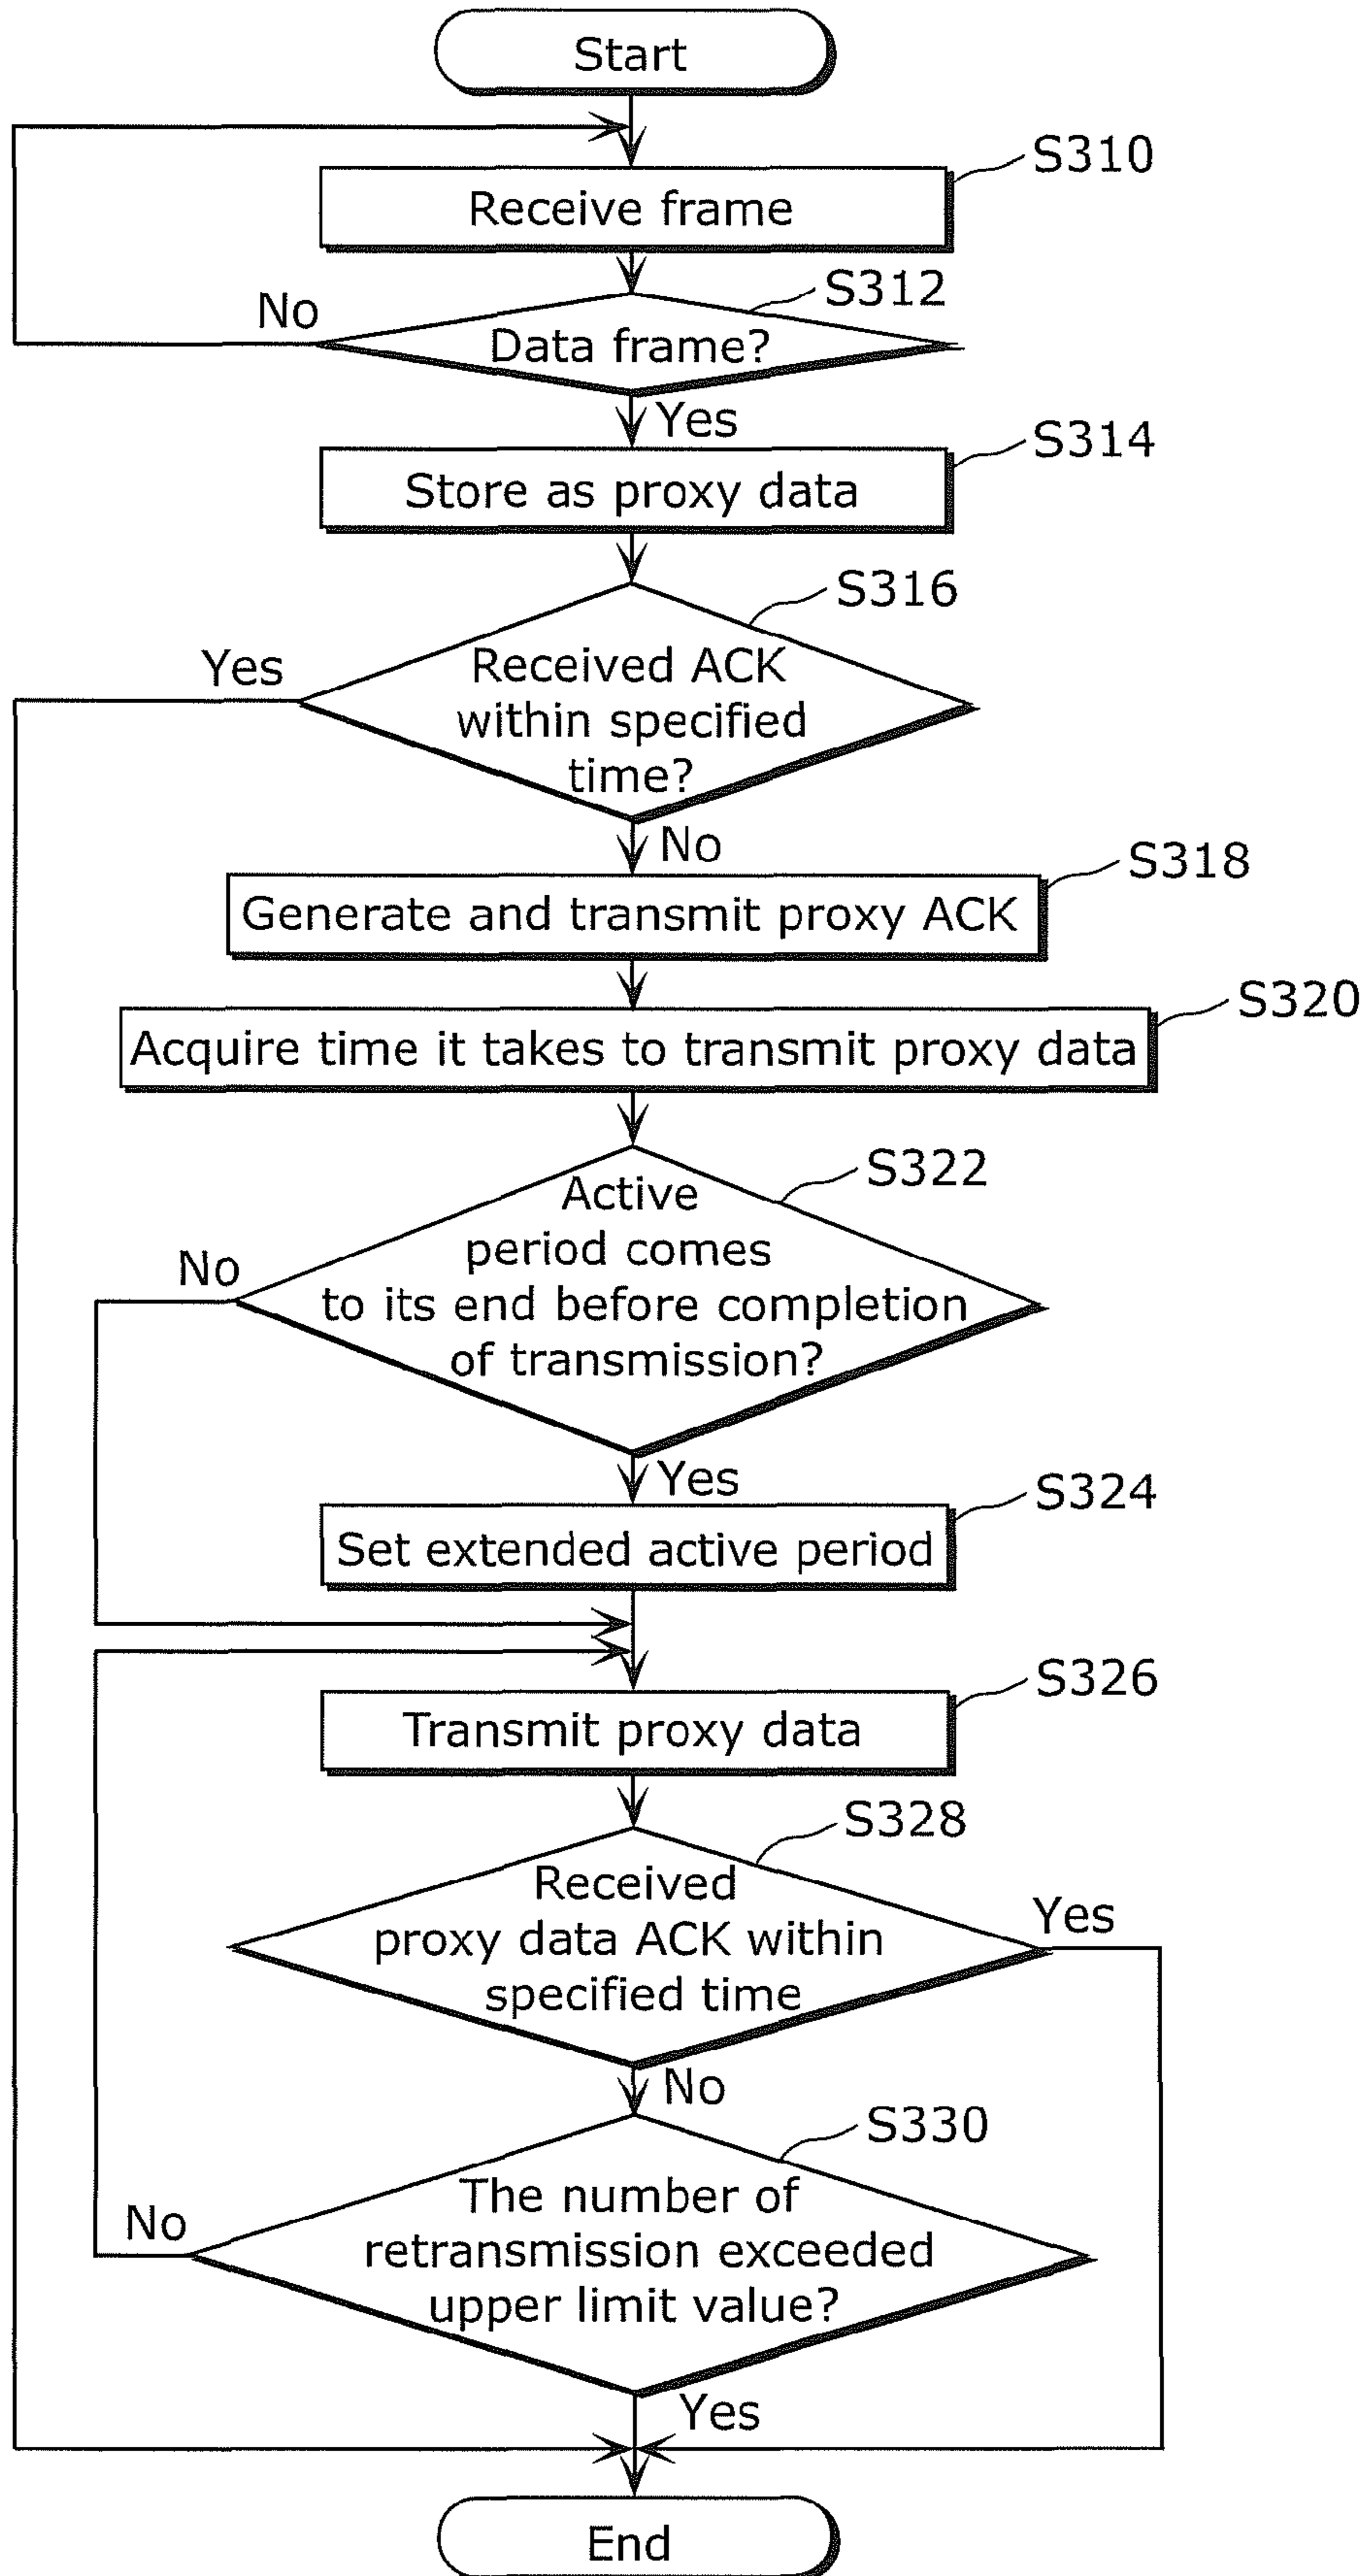 Start
S310
Receive frame
S312
No
Data frame?
Yes
S314
Store as proxy data
S316
Yes
Received ACK
within specified
time?
No
S318
Generate and transmit proxy ACK
S320
Acquire time it takes to transmit proxy data
S322
Active
period comes
No
to its end before completion
of transmission?
Yes
S324
Set extended active period
S326
Transmit proxy data
S328
Received
Yes
proxy data ACK within
specified time
No
S330
The number of
No
retransmission exceeded
upper limit value?
Yes
End